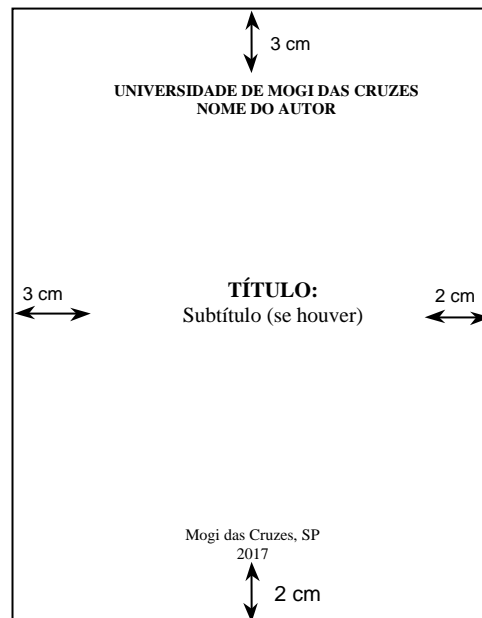 3 cm
UNIVERSIDADE DE MOGI DAS CRUZES
NOME DO AUTOR
3 cm
TÍTULO:
Subtítulo (se houver)
2 cm
Mogi das Cruzes, SP
2017
2 cm